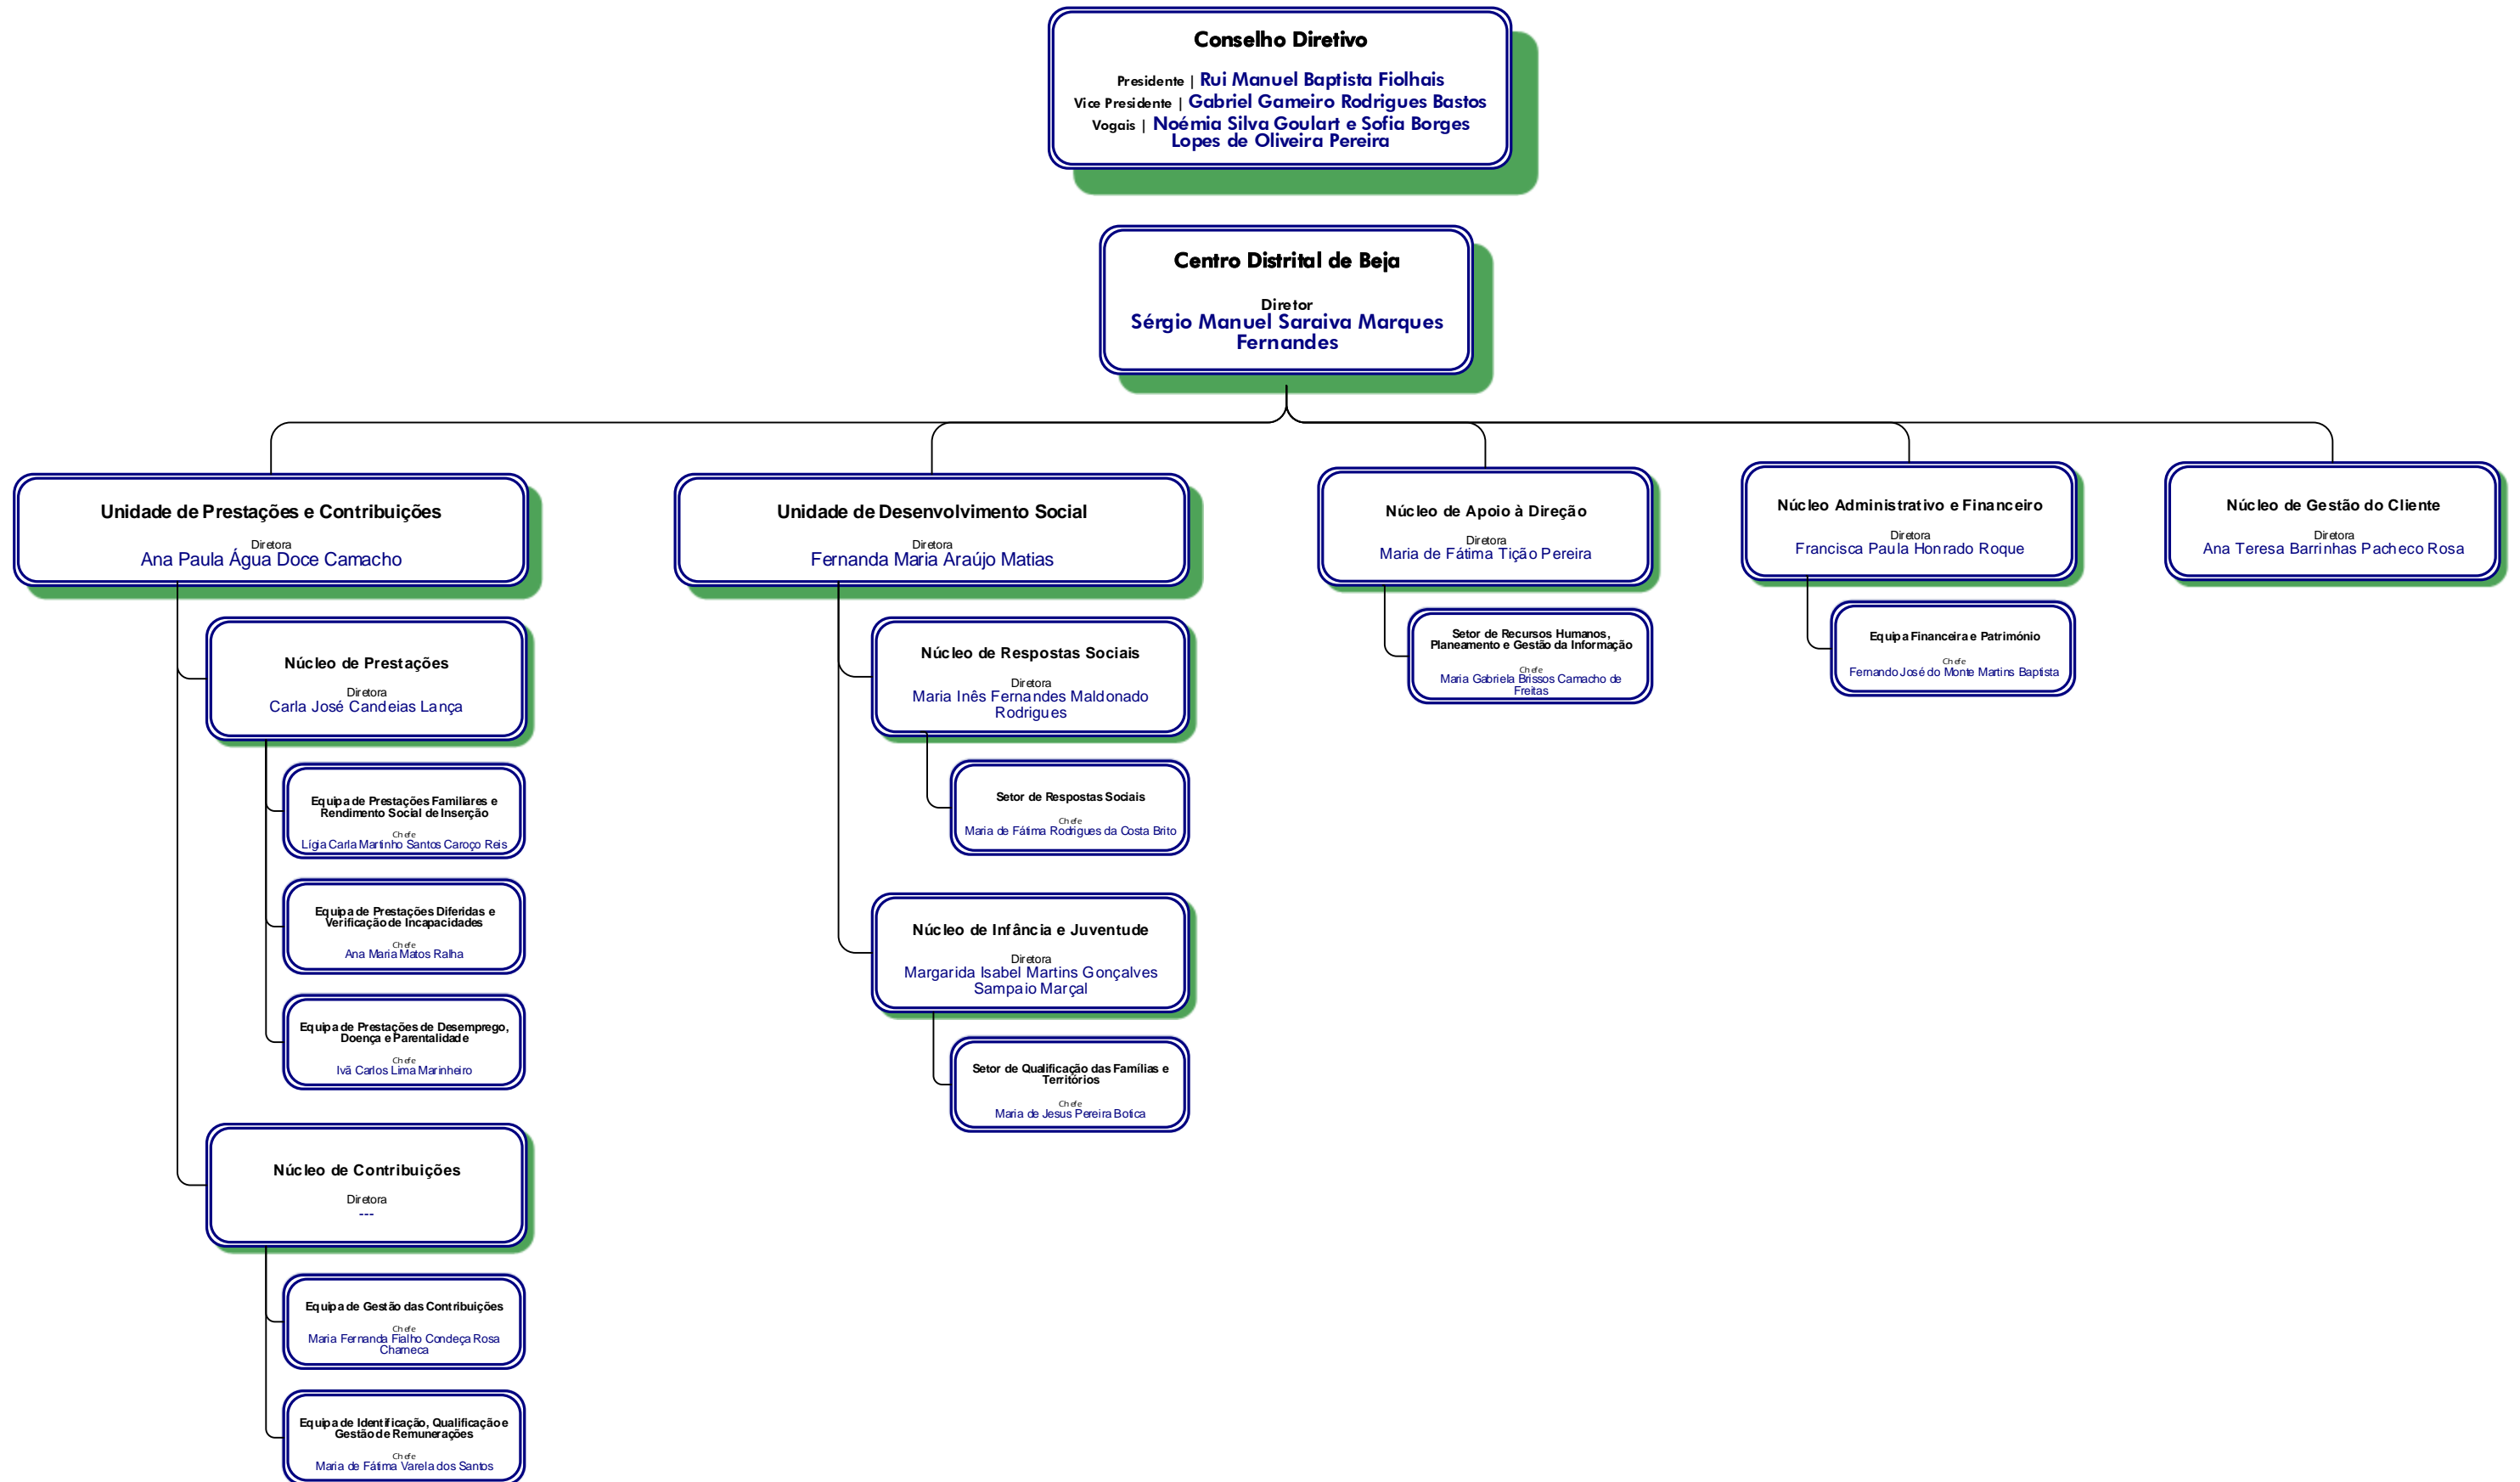 Conselho Diretivo
Presidente | Rui Manuel Baptista Fiolhais
Vice Presidente | Gabriel Gameiro Rodrigues Bastos
Vogais | Noémia Silva Goulart e Sofia Borges
Lopes de Oliveira Pereira
Centro Distrital de Beja
Diretor
Sérgio Manuel Saraiva Marques
Fernandes
Unidade de Prestações e Contribuições
Diretora
Ana Paula Água Doce Camacho
Núcleo de Prestações
Diretora
Carla José Candeias Lança
Equipa de Prestações Familiares e
Rendimento Social de Inserção
Chefe
Lígia Carla Martinho Santos Caroço Reis
Equipa de Prestações Diferidas e
Verificação de Incapacidades
Chefe
Ana Maria Matos Ralha
Equipa de Prestações de Desemprego,
Doença e Parentalidade
Chefe
Ivã Carlos Lima Marinheiro
Núcleo de Contribuições
Diretora
---
Equipa de Gestão das Contribuições
Chefe
Maria Fernanda Fialho Condeça Rosa
Charneca
Equipa de Identificação, Qualificação e
Gestão de Remunerações
Chefe
Maria de Fátima Varela dos Santos
Unidade de Desenvolvimento Social
Diretora
Fernanda Maria Araújo Matias
Núcleo de Respostas Sociais
Diretora
Maria Inês Fernandes Maldonado
Rodrigues
Setor de Respostas Sociais
Chefe
Maria de Fátima Rodrigues da Costa Brito
Núcleo de Infância e Juventude
Diretora
Margarida Isabel Martins Gonçalves
Sampaio Marçal
Setor de Qualificação das Famílias e
Territórios
Chefe
Maria de Jesus Pereira Botica
Núcleo de Apoio à Direção
Diretora
Maria de Fátima Tição Pereira
Setor de Recursos Humanos,
Planeamento e Gestão da Informação
Chefe
Maria Gabriela Brissos Camacho de
Freitas
Núcleo Administrativo e Financeiro
Diretora
Francisca Paula Honrado Roque
Equipa Financeira e Património
Chefe
Fernando José do Monte Martins Baptista
Núcleo de Gestão do Cliente
Diretora
Ana Teresa Barrinhas Pacheco Rosa